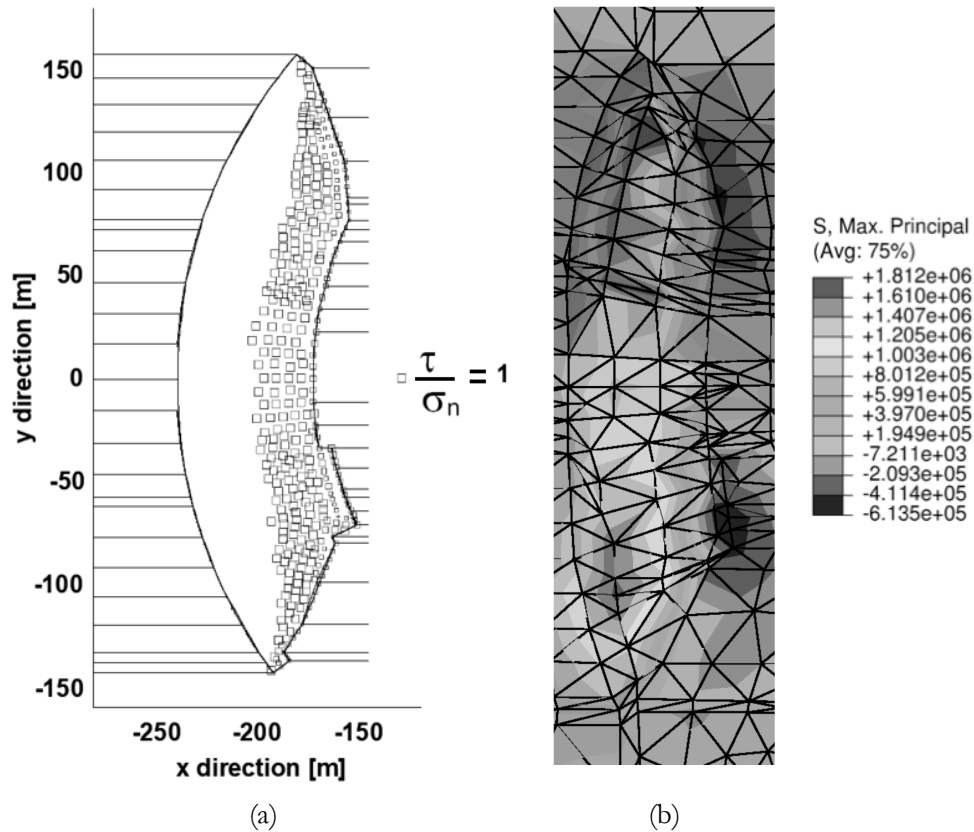 150
100
50
0
-50
-100
-150
y direction [m]
-250 -200 -150
x direction [m]
τ
σn
= 1
S, Max. Principal
(Avg: 75%)
+1.812e+06
+1.610e+06
+1.407e+06
+1.205e+06
+1.003e+06
+8.012e+05
+5.991e+05
+3.970e+05
+1.949e+05
-7.211e+03
-2.093e+05
-4.114e+05
-6.135e+05
(a)
(b)